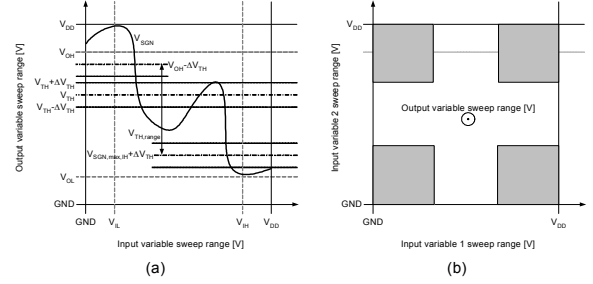 V_DD
V_SGN
V_OH
V_OH-ΔV_TH
V_TH+ΔV_TH
V_TH
V_TH-ΔV_TH
V_TH,range
V_SGN,max,IH+ΔV_TH
V_OL
GND
GND
V_IL
V_IH
V_DD
Output variable sweep range [V]
Input variable sweep range [V]
(a)
V_DD
Output variable sweep range [V]
Input variable 2 sweep range [V]
GND
GND
V_DD
Input variable 1 sweep range [V]
(b)